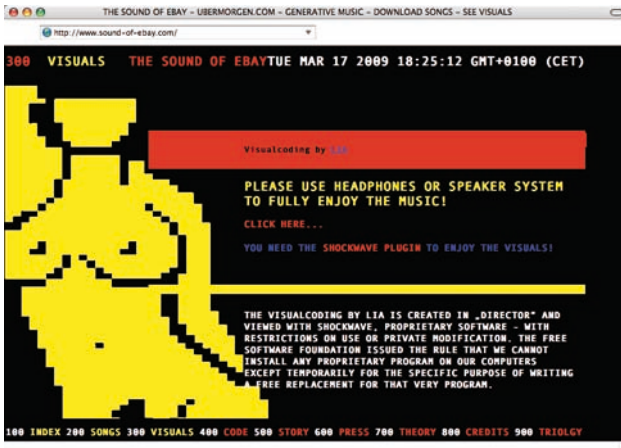 THE SOUND OF EBAY – UBERMORGEN.COM – GENERATIVE MUSIC – DOWNLOAD SONGS – SEE VISUALS
http://www.sound-of-ebay.com/
300 VISUALS THE SOUND OF EBAYTUE MAR 17 2009 18:25:12 GMT+0100 (CET)
Visualcoding by LIA
PLEASE USE HEADPHONES OR SPEAKER SYSTEM
TO FULLY ENJOY THE MUSIC!
CLICK HERE...
YOU NEED THE SHOCKWAVE PLUGIN TO ENJOY THE VISUALS!
THE VISUALCODING BY LIA IS CREATED IN „DIRECTOR" AND
VIEWED WITH SHOCKWAVE, PROPRIETARY SOFTWARE - WITH
RESTRICTIONS ON USE OR PRIVATE MODIFICATION. THE FREE
SOFTWARE FOUNDATION ISSUED THE RULE THAT WE CANNOT
INSTALL ANY PROPRIETARY PROGRAM ON OUR COMPUTERS
EXCEPT TEMPORARILY FOR THE SPECIFIC PURPOSE OF WRITING
A FREE REPLACEMENT FOR THAT VERY PROGRAM.
100 INDEX 200 SONGS 300 VISUALS 400 CODE 500 STORY 600 PRESS 700 THEORY 800 CREDITS 900 TRIOLGY